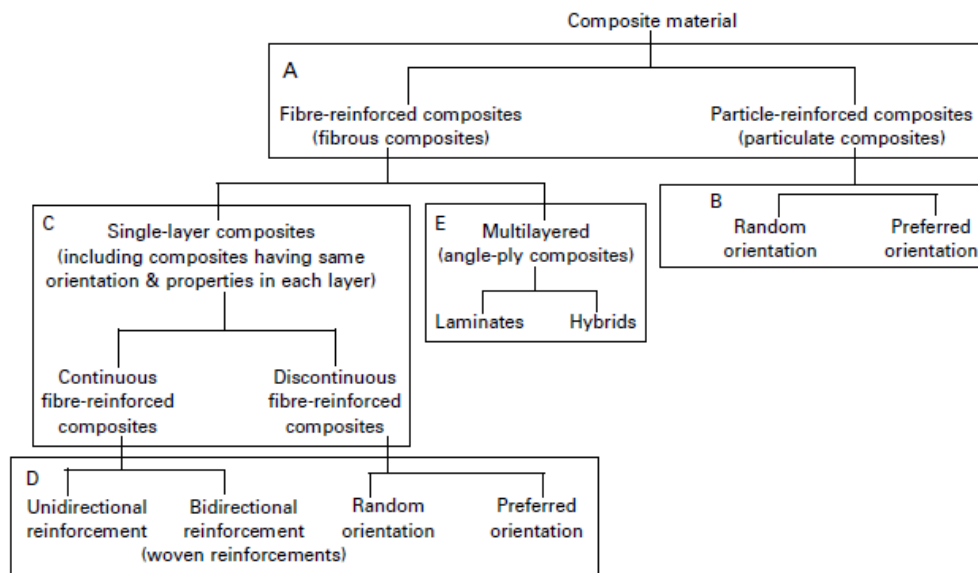 Composite material
A
Fibre-reinforced composites
(fibrous composites)
Particle-reinforced composites
(particulate composites)
B
Random
orientation
Preferred
orientation
C
Single-layer composites
(including composites having same
orientation & properties in each layer)
E
Multilayered
(angle-ply composites)
Laminates
Hybrids
Continuous
fibre-reinforced
composites
Discontinuous
fibre-reinforced
composites
D
Unidirectional
reinforcement
Bidirectional
reinforcement
(woven reinforcements)
Random
orientation
Preferred
orientation